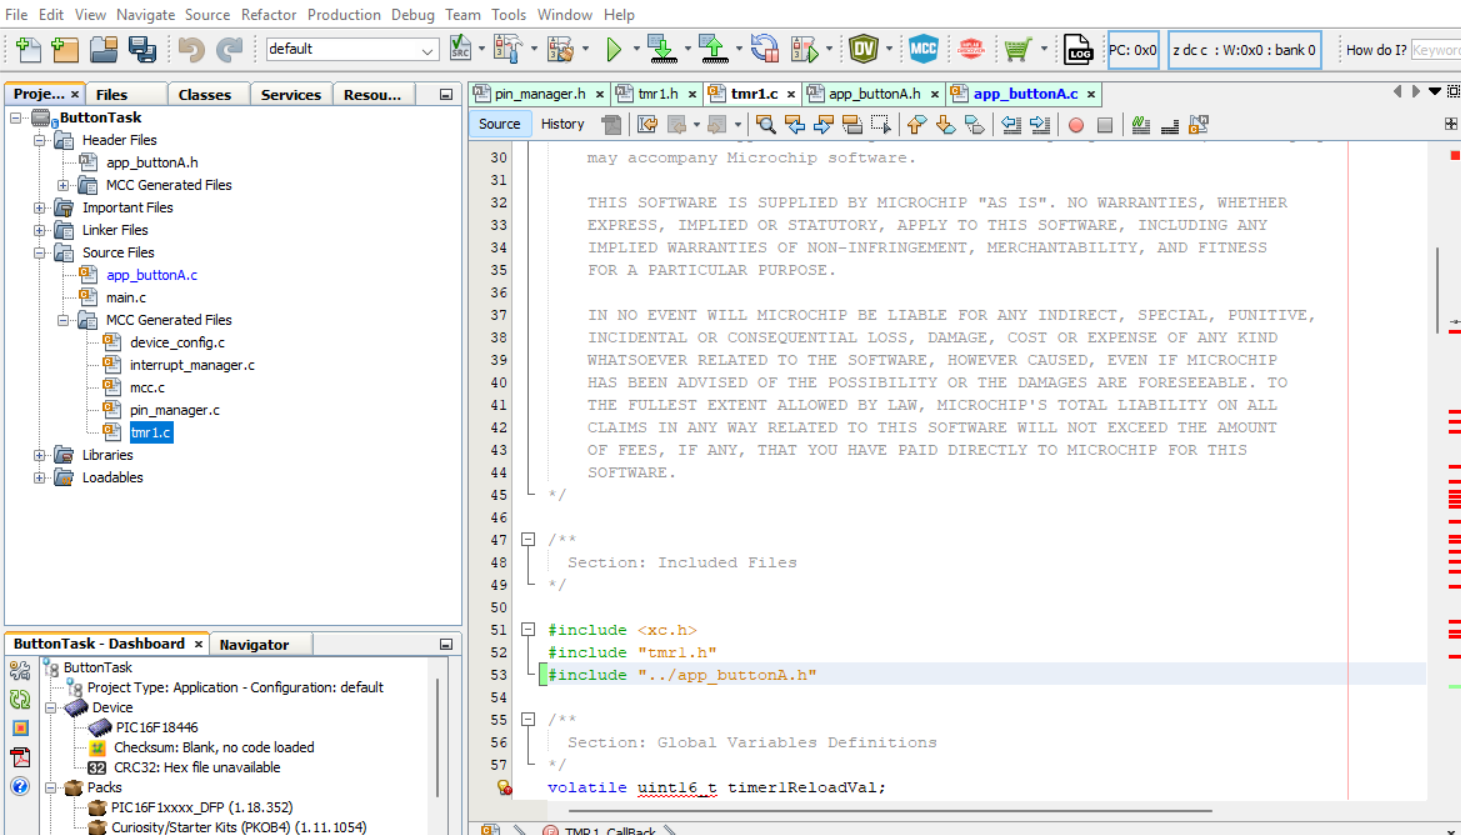 File Edit View Navigate Source Refactor Production Debug Team Tools Window Help
default
SRC
DV
MCC
LOG
PC: 0x0
z dc c : W:0x0 : bank 0
How do I?
Proje... × Files Classes Services Resou...
pin_manager.h × tmr1.h × tmr1.c × app_buttonA.h × app_buttonA.c ×
Source History
ButtonTask
Header Files
app_buttonA.h
MCC Generated Files
Important Files
Linker Files
Source Files
app_buttonA.c
main.c
MCC Generated Files
device_config.c
interrupt_manager.c
mcc.c
pin_manager.c
tmr1.c
Libraries
Loadables
30 may accompany Microchip software.
31
32 THIS SOFTWARE IS SUPPLIED BY MICROCHIP "AS IS". NO WARRANTIES, WHETHER
33 EXPRESS, IMPLIED OR STATUTORY, APPLY TO THIS SOFTWARE, INCLUDING ANY
34 IMPLIED WARRANTIES OF NON-INFRINGEMENT, MERCHANTABILITY, AND FITNESS
35 FOR A PARTICULAR PURPOSE.
36
37 IN NO EVENT WILL MICROCHIP BE LIABLE FOR ANY INDIRECT, SPECIAL, PUNITIVE,
38 INCIDENTAL OR CONSEQUENTIAL LOSS, DAMAGE, COST OR EXPENSE OF ANY KIND
39 WHATSOEVER RELATED TO THE SOFTWARE, HOWEVER CAUSED, EVEN IF MICROCHIP
40 HAS BEEN ADVISED OF THE POSSIBILITY OR THE DAMAGES ARE FORESEEABLE. TO
41 THE FULLEST EXTENT ALLOWED BY LAW, MICROCHIP'S TOTAL LIABILITY ON ALL
42 CLAIMS IN ANY WAY RELATED TO THIS SOFTWARE WILL NOT EXCEED THE AMOUNT
43 OF FEES, IF ANY, THAT YOU HAVE PAID DIRECTLY TO MICROCHIP FOR THIS
44 SOFTWARE.
45 */
46
47 /**
48 Section: Included Files
49 */
50
51 #include <xc.h>
52 #include "tmr1.h"
53 #include "../app_buttonA.h"
54
55 /**
56 Section: Global Variables Definitions
57 */
volatile uint16_t timer1ReloadVal;
TMR1_CallBack
ButtonTask - Dashboard × Navigator
ButtonTask
Project Type: Application - Configuration: default
Device
PIC16F18446
Checksum: Blank, no code loaded
32 CRC32: Hex file unavailable
Packs
PIC16F1xxxx_DFP (1.18.352)
Curiosity/Starter Kits (PKOB4) (1.11.1054)